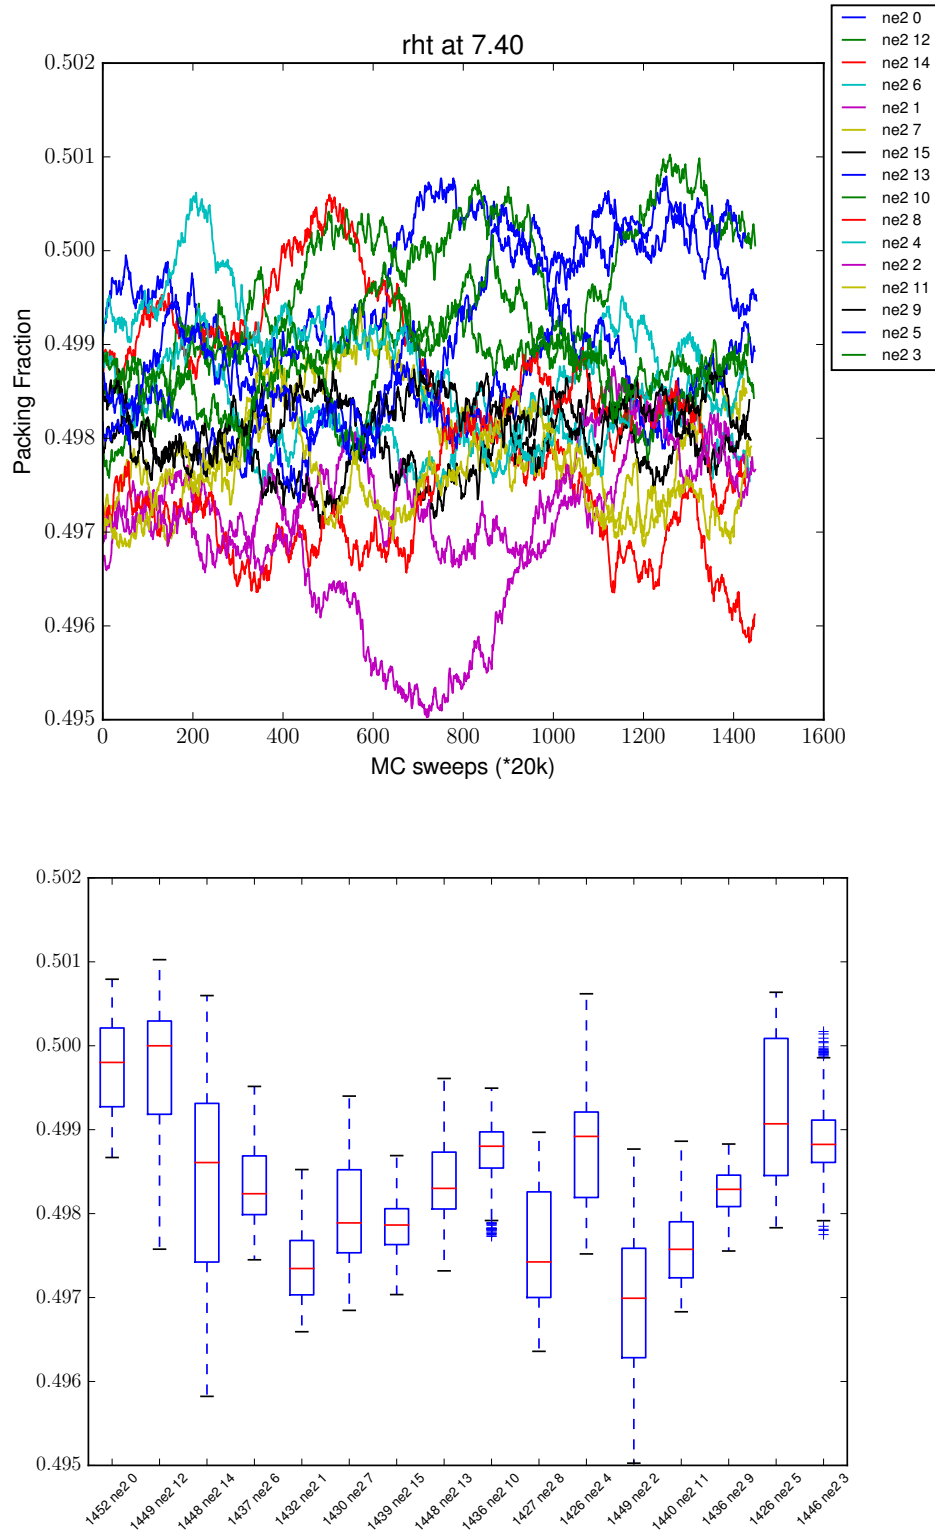 rht at 7.40
ne2 0
ne2 12
ne2 14
ne2 6
ne2 1
ne2 7
ne2 15
ne2 13
ne2 10
ne2 8
ne2 4
ne2 2
ne2 11
ne2 9
ne2 5
ne2 3
0.502
0.501
0.500
0.499
0.498
0.497
0.496
0.495
Packing Fraction
0 200 400 600 800 1000 1200 1400 1600
MC sweeps (*20k)
0.502
0.501
0.500
0.499
0.498
0.497
0.496
0.495
1452 ne2 0
1449 ne2 12
1448 ne2 14
1437 ne2 6
1432 ne2 1
1430 ne2 7
1439 ne2 15
1448 ne2 13
1436 ne2 10
1427 ne2 8
1426 ne2 4
1449 ne2 2
1440 ne2 11
1436 ne2 9
1426 ne2 5
1446 ne2 3